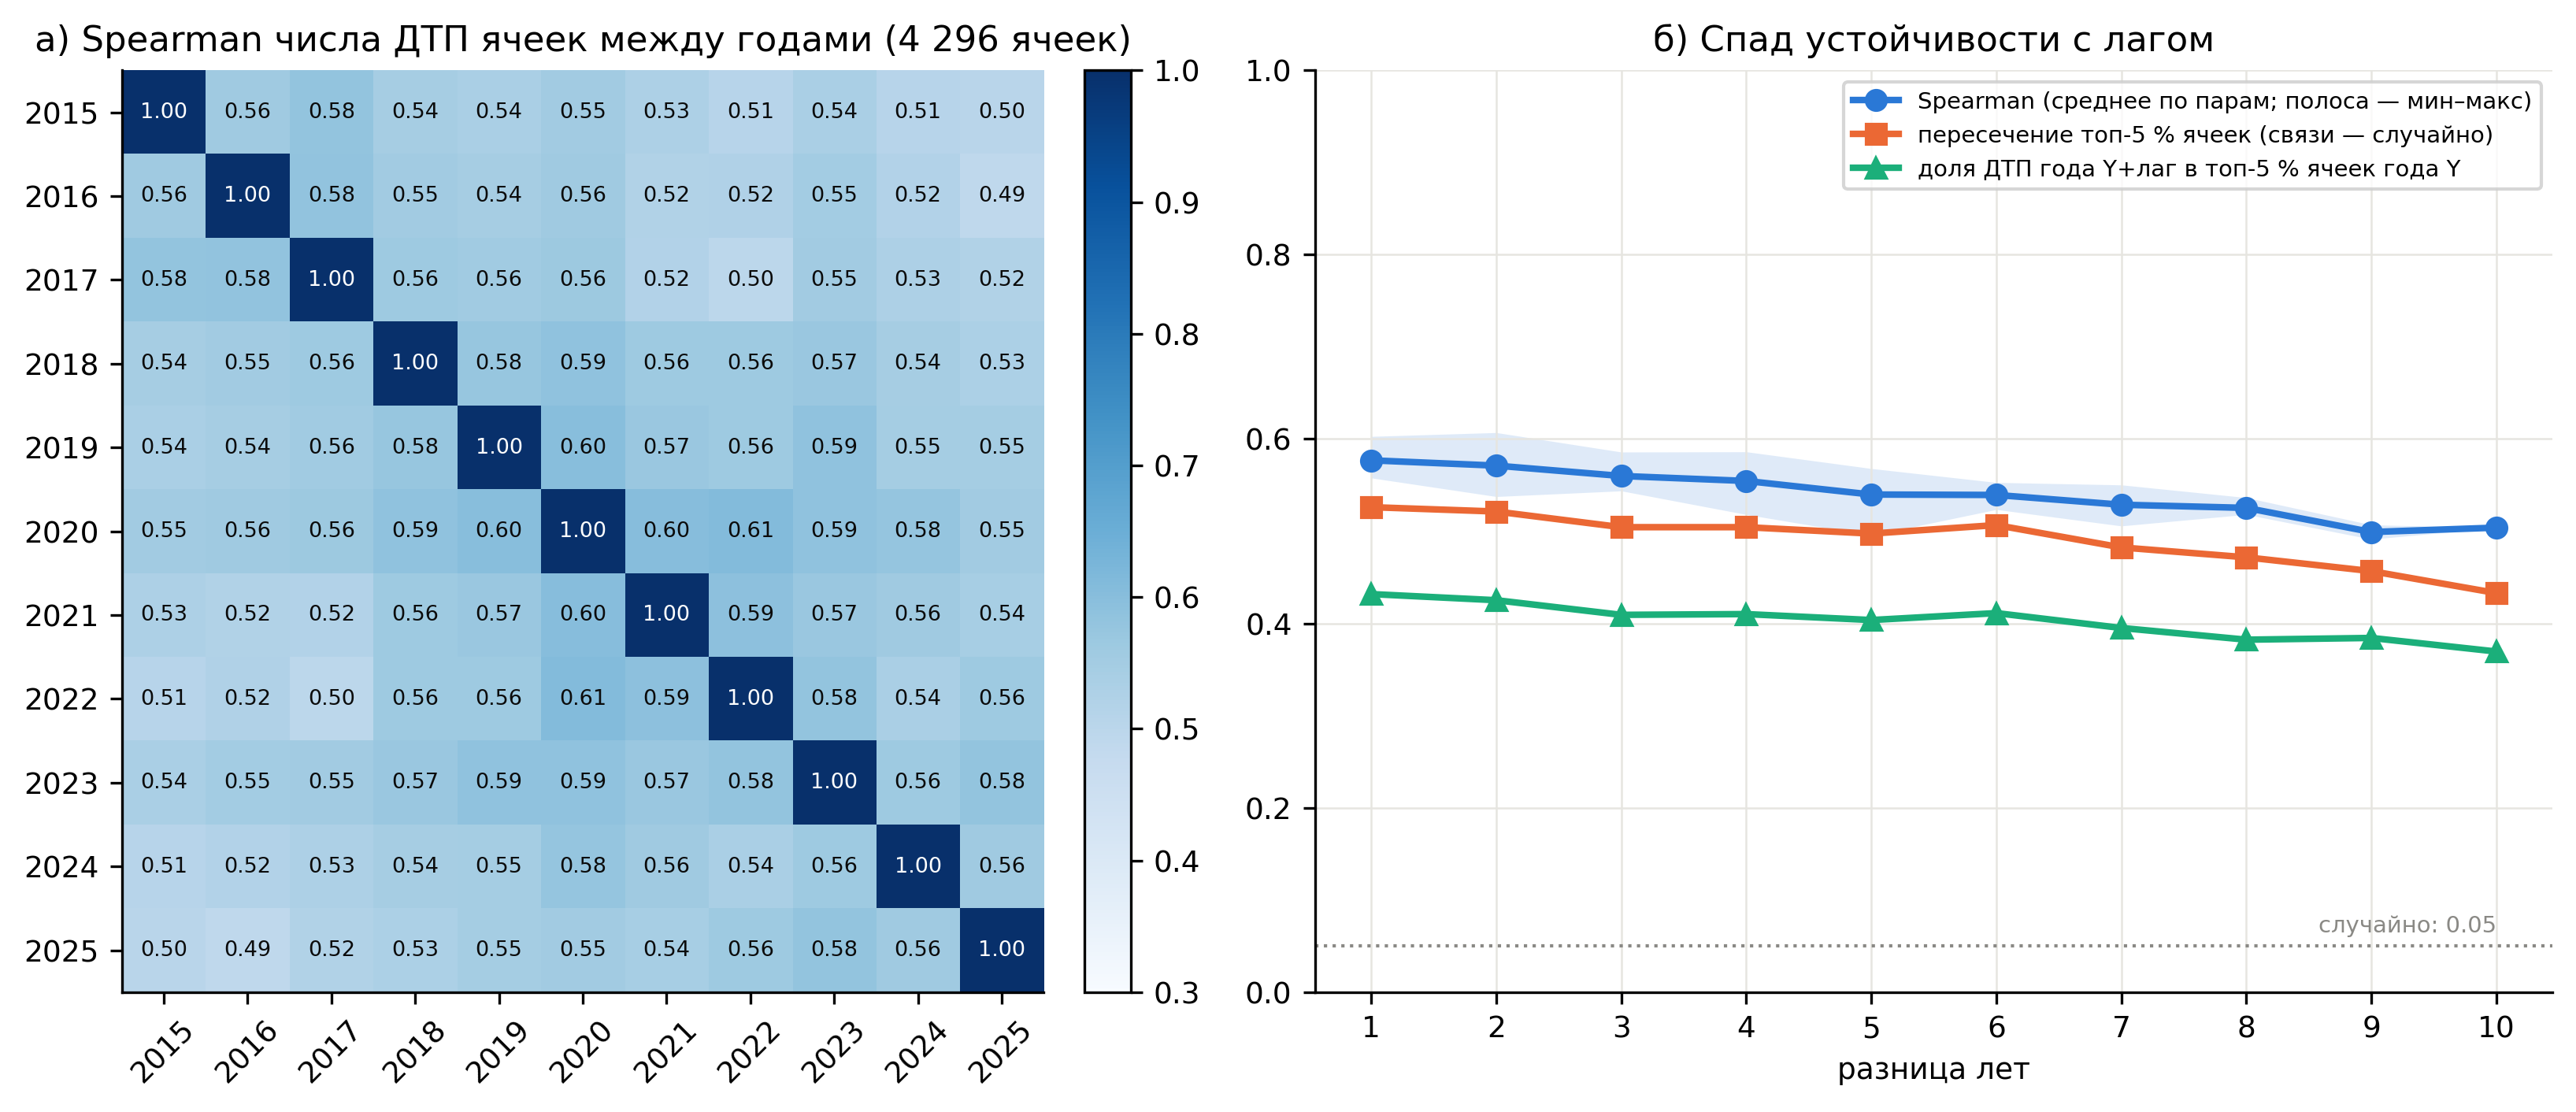 а) Spearman числа ДТП ячеек между годами (4 296 ячеек)
2015 1.00 0.56 0.58 0.54 0.54 0.55 0.53 0.51 0.54 0.51 0.50
2016 0.56 1.00 0.58 0.55 0.54 0.56 0.52 0.52 0.55 0.52 0.49
2017 0.58 0.58 1.00 0.56 0.56 0.56 0.52 0.50 0.55 0.53 0.52
2018 0.54 0.55 0.56 1.00 0.58 0.59 0.56 0.56 0.57 0.54 0.53
2019 0.54 0.54 0.56 0.58 1.00 0.60 0.57 0.56 0.59 0.55 0.55
2020 0.55 0.56 0.56 0.59 0.60 1.00 0.60 0.61 0.59 0.58 0.55
2021 0.53 0.52 0.52 0.56 0.57 0.60 1.00 0.59 0.57 0.56 0.54
2022 0.51 0.52 0.50 0.56 0.56 0.61 0.59 1.00 0.58 0.54 0.56
2023 0.54 0.55 0.55 0.57 0.59 0.59 0.57 0.58 1.00 0.56 0.58
2024 0.51 0.52 0.53 0.54 0.55 0.58 0.56 0.54 0.56 1.00 0.56
2025 0.50 0.49 0.52 0.53 0.55 0.55 0.54 0.56 0.58 0.56 1.00
2015 2016 2017 2018 2019 2020 2021 2022 2023 2024 2025
1.0
0.9
0.8
0.7
0.6
0.5
0.4
0.3
б) Спад устойчивости с лагом
1.0
0.8
0.6
0.4
0.2
0.0
Spearman (среднее по парам; полоса — мин–макс)
пересечение топ-5 % ячеек (связи — случайно)
доля ДТП года Y+лаг в топ-5 % ячеек года Y
случайно: 0.05
1 2 3 4 5 6 7 8 9 10
разница лет